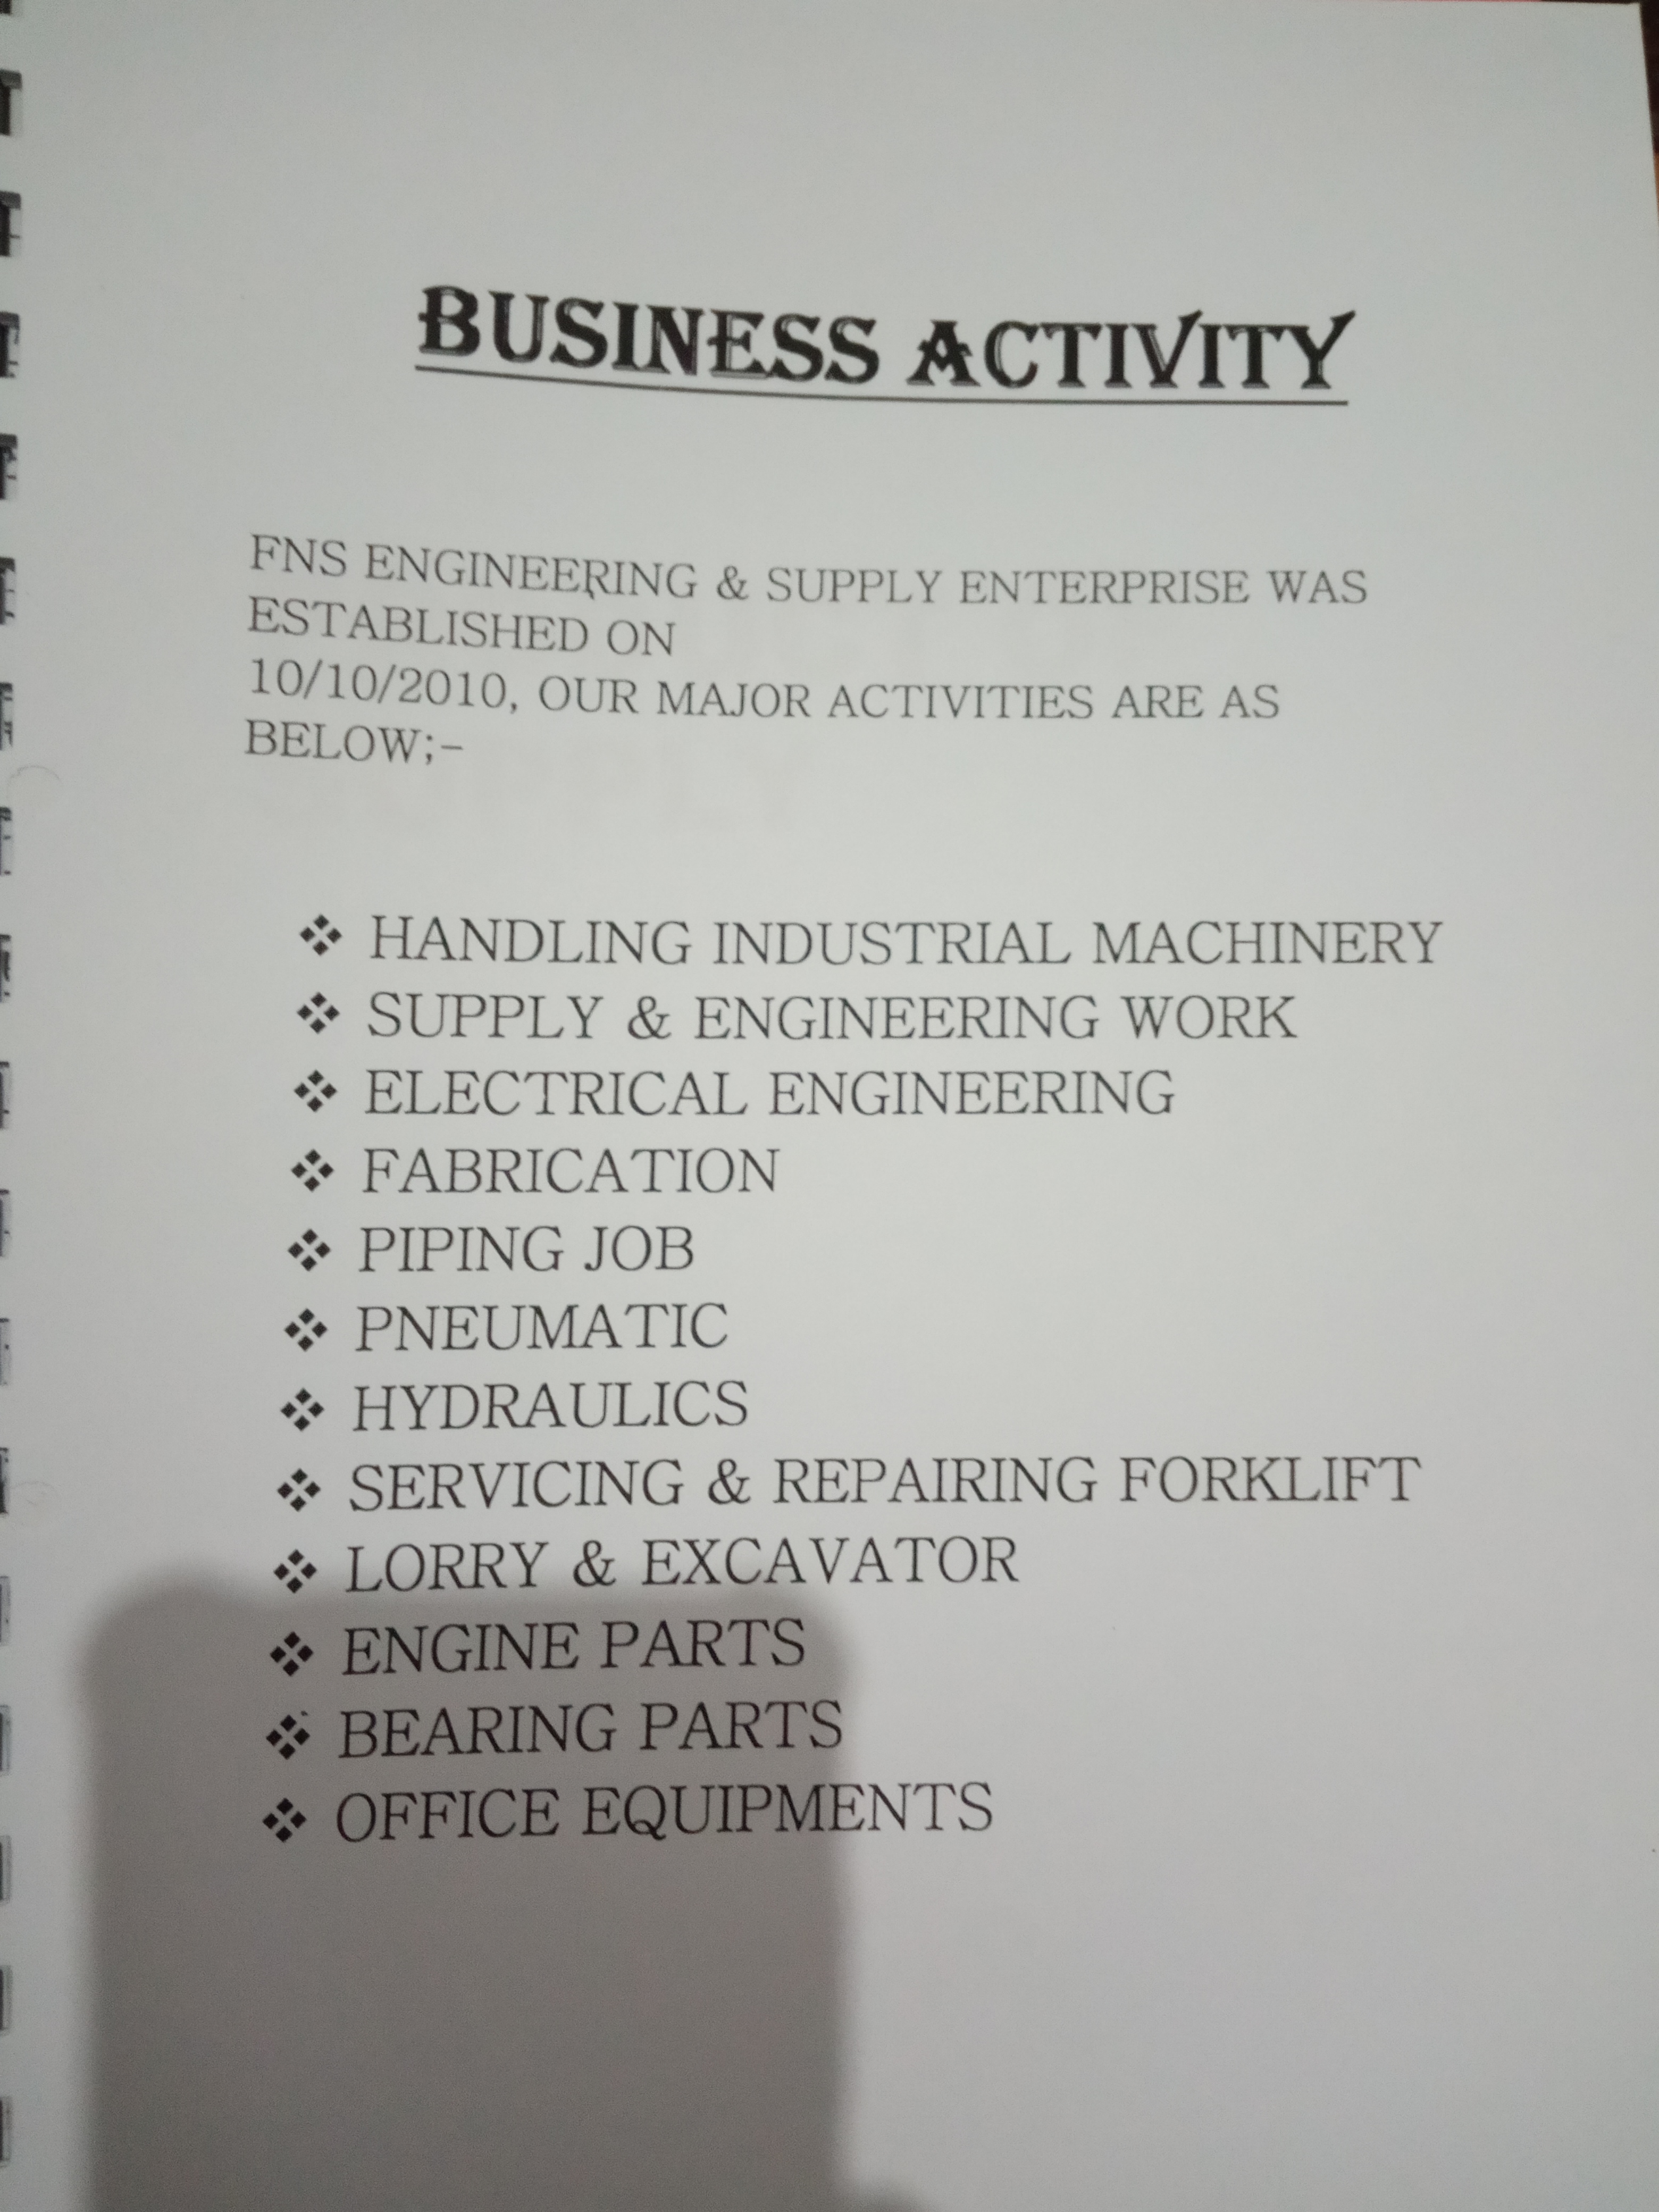 BUSINESS ACTIVITY
FNS ENGINEERING & SUPPLY ENTERPRISE WAS
ESTABLISHED ON
10/10/2010, OUR MAJOR ACTIVITIES ARE AS
BELOW;-
❖ HANDLING INDUSTRIAL MACHINERY
❖ SUPPLY & ENGINEERING WORK
❖ ELECTRICAL ENGINEERING
❖ FABRICATION
❖ PIPING JOB
❖ PNEUMATIC
❖ HYDRAULICS
❖ SERVICING & REPAIRING FORKLIFT
❖ LORRY & EXCAVATOR
❖ ENGINE PARTS
❖ BEARING PARTS
❖ OFFICE EQUIPMENTS